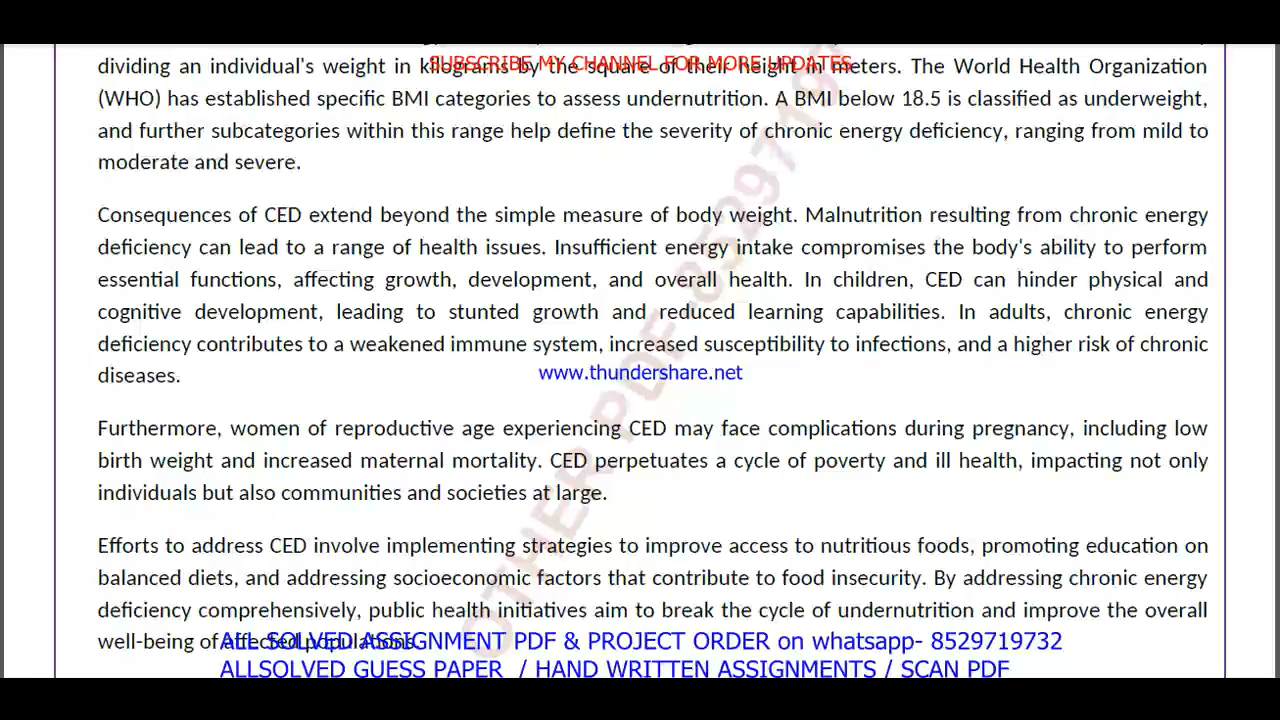 SUBSCRIBE MY CHANNEL FOR MORE UPDATES
dividing an individual's weight in kilograms by the square of their height in meters. The World Health Organization
(WHO) has established specific BMI categories to assess undernutrition. A BMI below 18.5 is classified as underweight,
and further subcategories within this range help define the severity of chronic energy deficiency, ranging from mild to
moderate and severe.
Consequences of CED extend beyond the simple measure of body weight. Malnutrition resulting from chronic energy
deficiency can lead to a range of health issues. Insufficient energy intake compromises the body's ability to perform
essential functions, affecting growth, development, and overall health. In children, CED can hinder physical and
cognitive development, leading to stunted growth and reduced learning capabilities. In adults, chronic energy
deficiency contributes to a weakened immune system, increased susceptibility to infections, and a higher risk of chronic
diseases.
www.thundershare.net
Furthermore, women of reproductive age experiencing CED may face complications during pregnancy, including low
birth weight and increased maternal mortality. CED perpetuates a cycle of poverty and ill health, impacting not only
individuals but also communities and societies at large.
Efforts to address CED involve implementing strategies to improve access to nutritious foods, promoting education on
balanced diets, and addressing socioeconomic factors that contribute to food insecurity. By addressing chronic energy
deficiency comprehensively, public health initiatives aim to break the cycle of undernutrition and improve the overall
well-being of affected populations.
ALL SOLVED ASSIGNMENT PDF & PROJECT ORDER on whatsapp- 8529719732
ALLSOLVED GUESS PAPER / HAND WRITTEN ASSIGNMENTS / SCAN PDF
OTHER PDF-